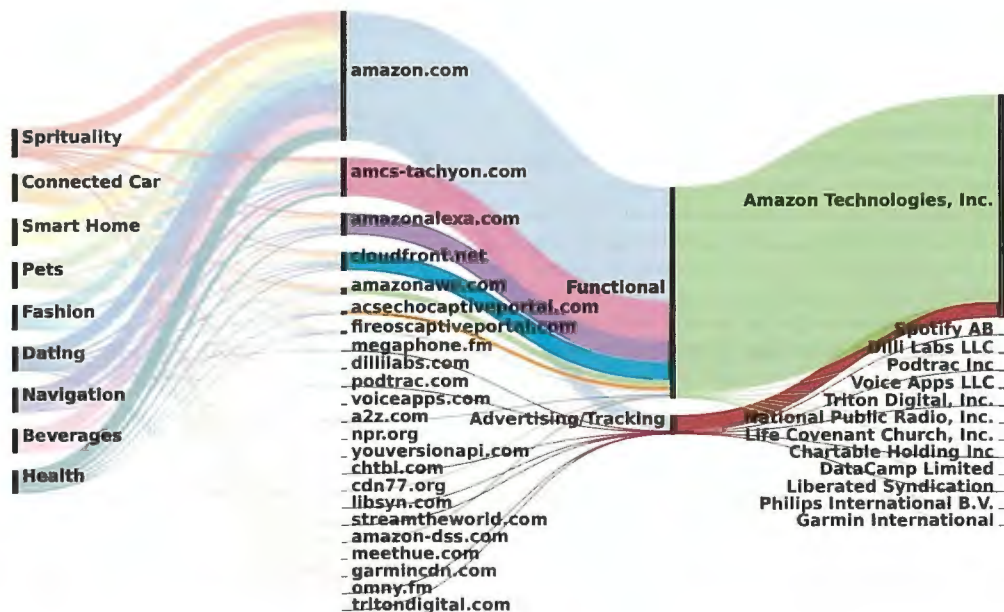 Sprituality
Connected Car
Smart Home
Pets
Fashion
Dating
Navigation
Beverages
Health
amazon.com
amcs-tachyon.com
amazonalexa.com
cloudfront.net
amazonaws.com
acsechocaptiveportal.com
fireoscaptiveportal.com
megaphone.fm
dillilabs.com
podtrac.com
voiceapps.com
a2z.com
npr.org
youversionapi.com
chtbl.com
cdn77.org
libsyn.com
streamtheworld.com
amazon-dss.com
meethue.com
garmincdn.com
omny.fm
tritondigital.com
Functional
Advertising/Tracking
Amazon Technologies, Inc.
Spotify AB
Dilli Labs LLC
Podtrac Inc
Voice Apps LLC
Triton Digital, Inc.
National Public Radio, Inc.
Life Covenant Church, Inc.
Chartable Holding Inc
DataCamp Limited
Liberated Syndication
Philips International B.V.
Garmin International